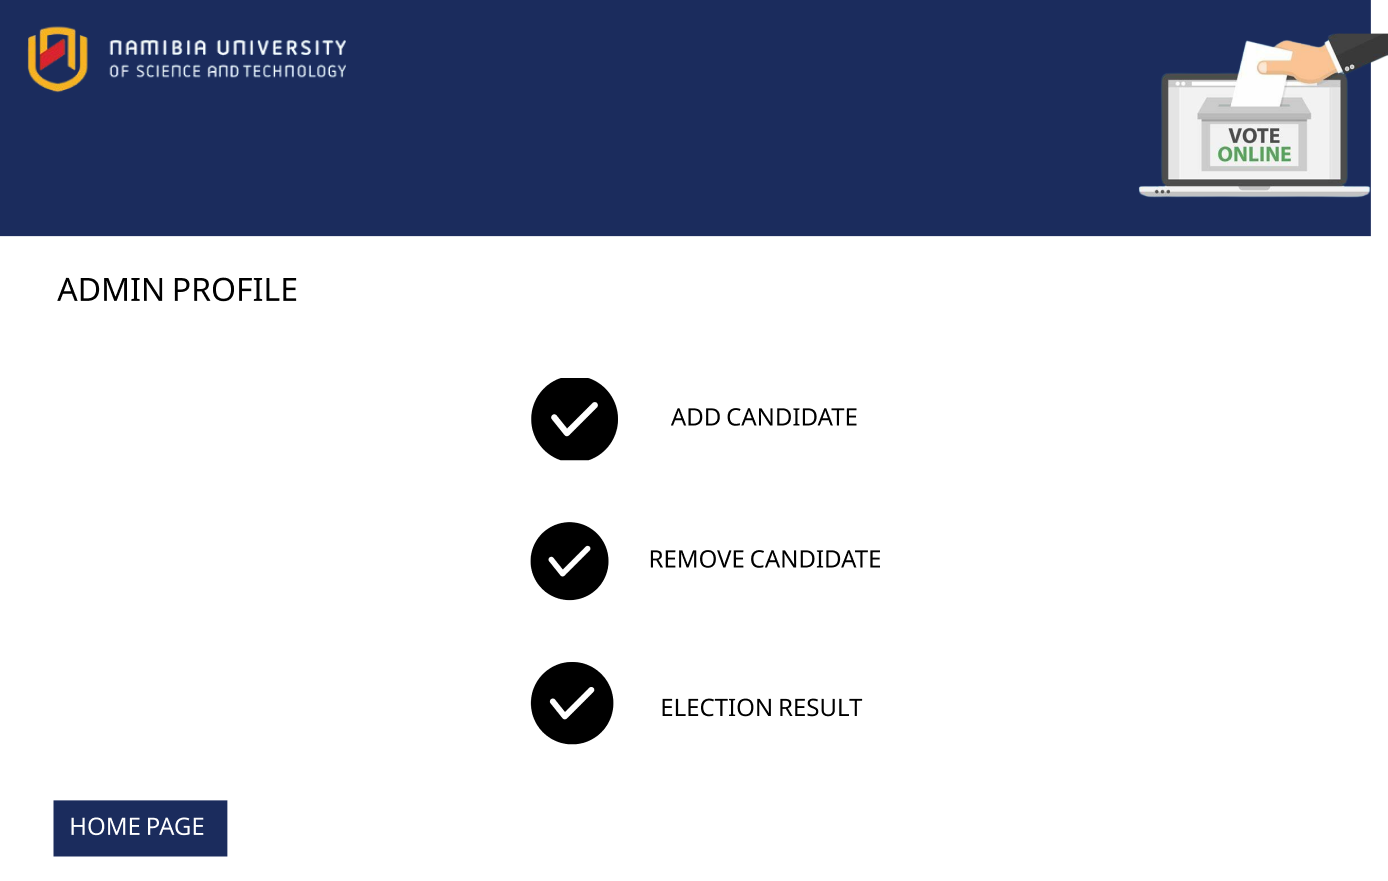 NAMIBIA UNIVERSITY
OF SCIENCE AND TECHNOLOGY
VOTE
ONLINE
ADMIN PROFILE
ADD CANDIDATE
REMOVE CANDIDATE
ELECTION RESULT
HOME PAGE